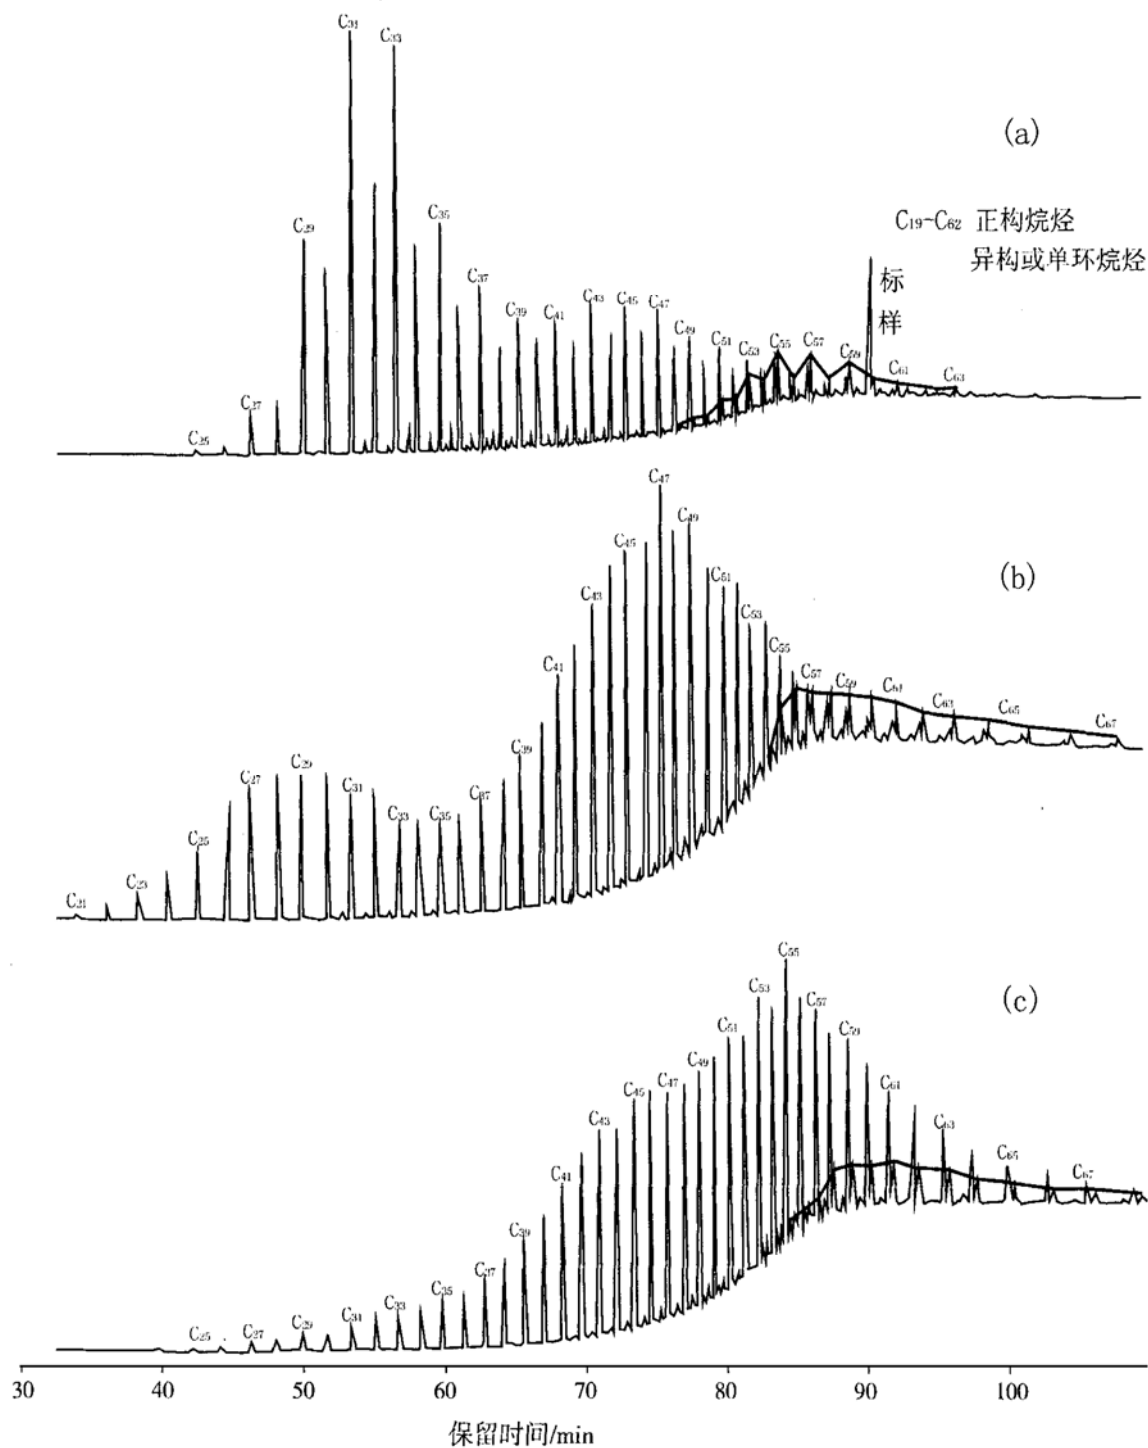 C₃₁ C₃₃
(a)
C₂₉ C₃₅
C₁₉~C₆₂ 正构烷烃
异构或单环烷烃
标样
C₃₇ C₃₉ C₄₁ C₄₃ C₄₅ C₄₇ C₄₉ C₅₁ C₅₃ C₅₅ C₅₇ C₅₉ C₆₁ C₆₃
C₂₅ C₂₇
C₄₇ C₄₉
C₄₅
(b)
C₄₃ C₅₁
C₄₁ C₅₃
C₃₉ C₅₅ C₅₇ C₅₉ C₆₁ C₆₃ C₆₅ C₆₇
C₂₁ C₂₃ C₂₅ C₂₇ C₂₉ C₃₁ C₃₃ C₃₅ C₃₇
C₅₅
C₅₃ C₅₇
(c)
C₅₁ C₅₉
C₄₅ C₄₇ C₄₉ C₆₁
C₄₁ C₄₃ C₆₃ C₆₅ C₆₇
C₂₅ C₂₇ C₂₉ C₃₁ C₃₃ C₃₅ C₃₇ C₃₉
30 40 50 60 70 80 90 100
保留时间/min